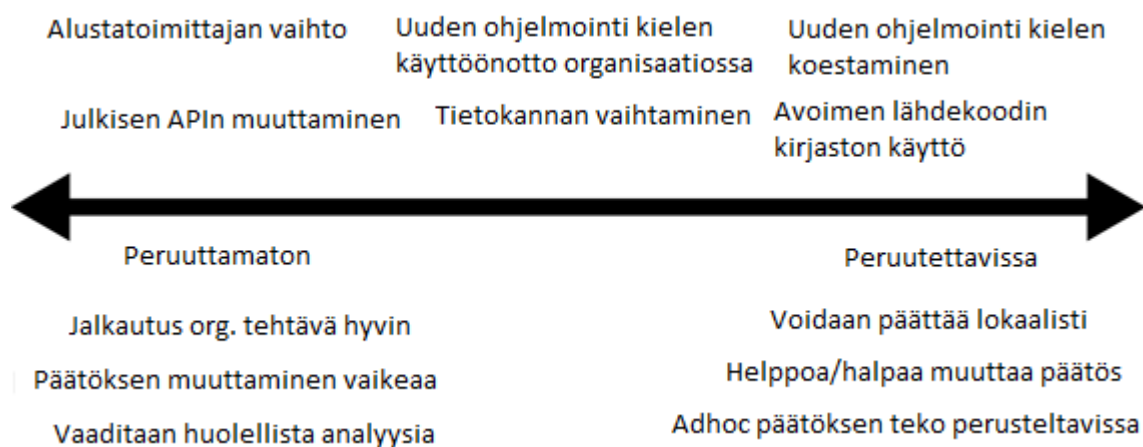 Alustatoimittajan vaihto
Uuden ohjelmointi kielen
käyttöönotto organisaatiossa
Uuden ohjelmointi kielen
koestaminen
Julkisen APIn muuttaminen
Tietokannan vaihtaminen
Avoimen lähdekoodin
kirjaston käyttö
Peruuttamaton
Peruutettavissa
Jalkautus org. tehtävä hyvin
Voidaan päättää lokaalisti
Päätöksen muuttaminen vaikeaa
Helppoa/halpaa muuttaa päätös
Vaaditaan huolellista analyysia
Adhoc päätöksen teko perusteltavissa